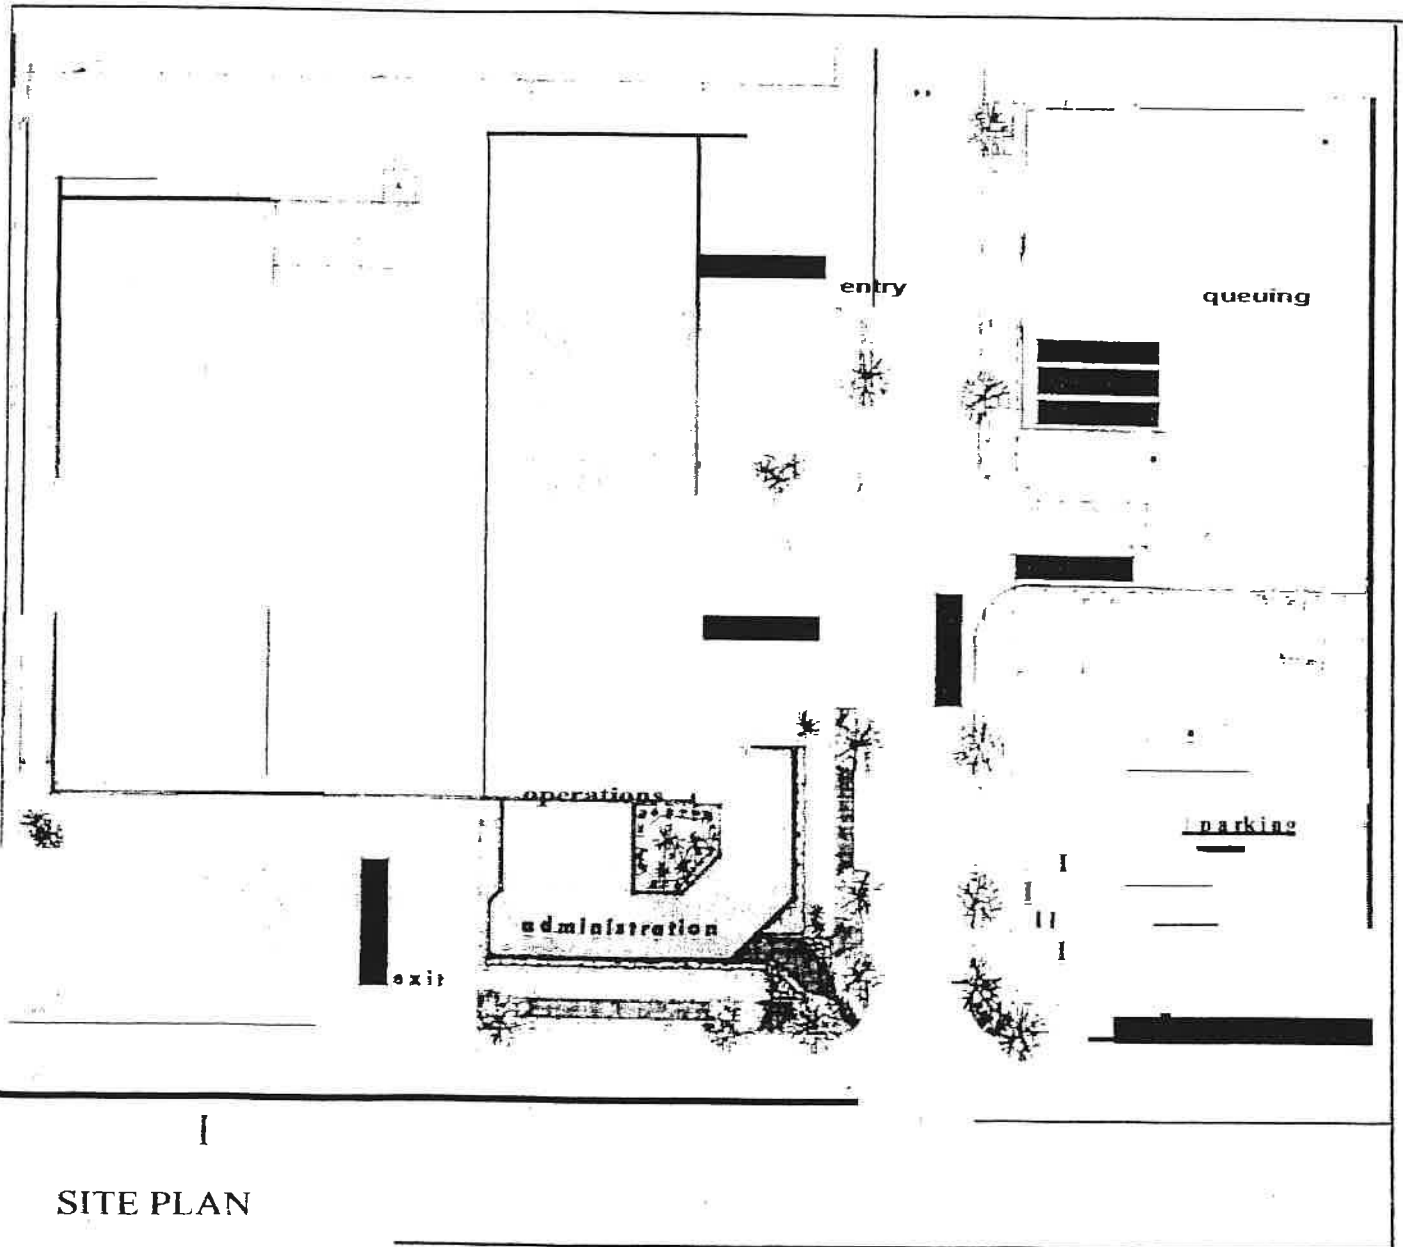 entry
queuing
operations
parking
administration
exit
SITE PLAN